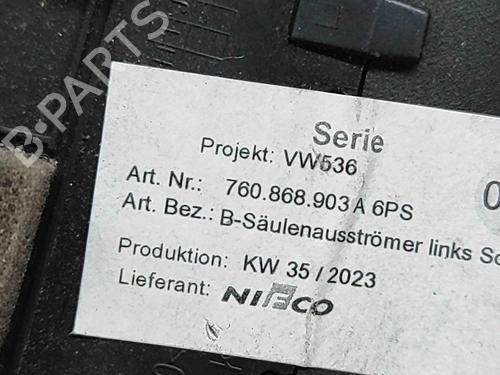 B-PARTS
Serie
Projekt: VW536
Art. Nr.: 760.868.903 A 6PS
Art. Bez.: B-Säulenausströmer links
Produktion: KW 35 / 2023
Lieferant: NIFCO